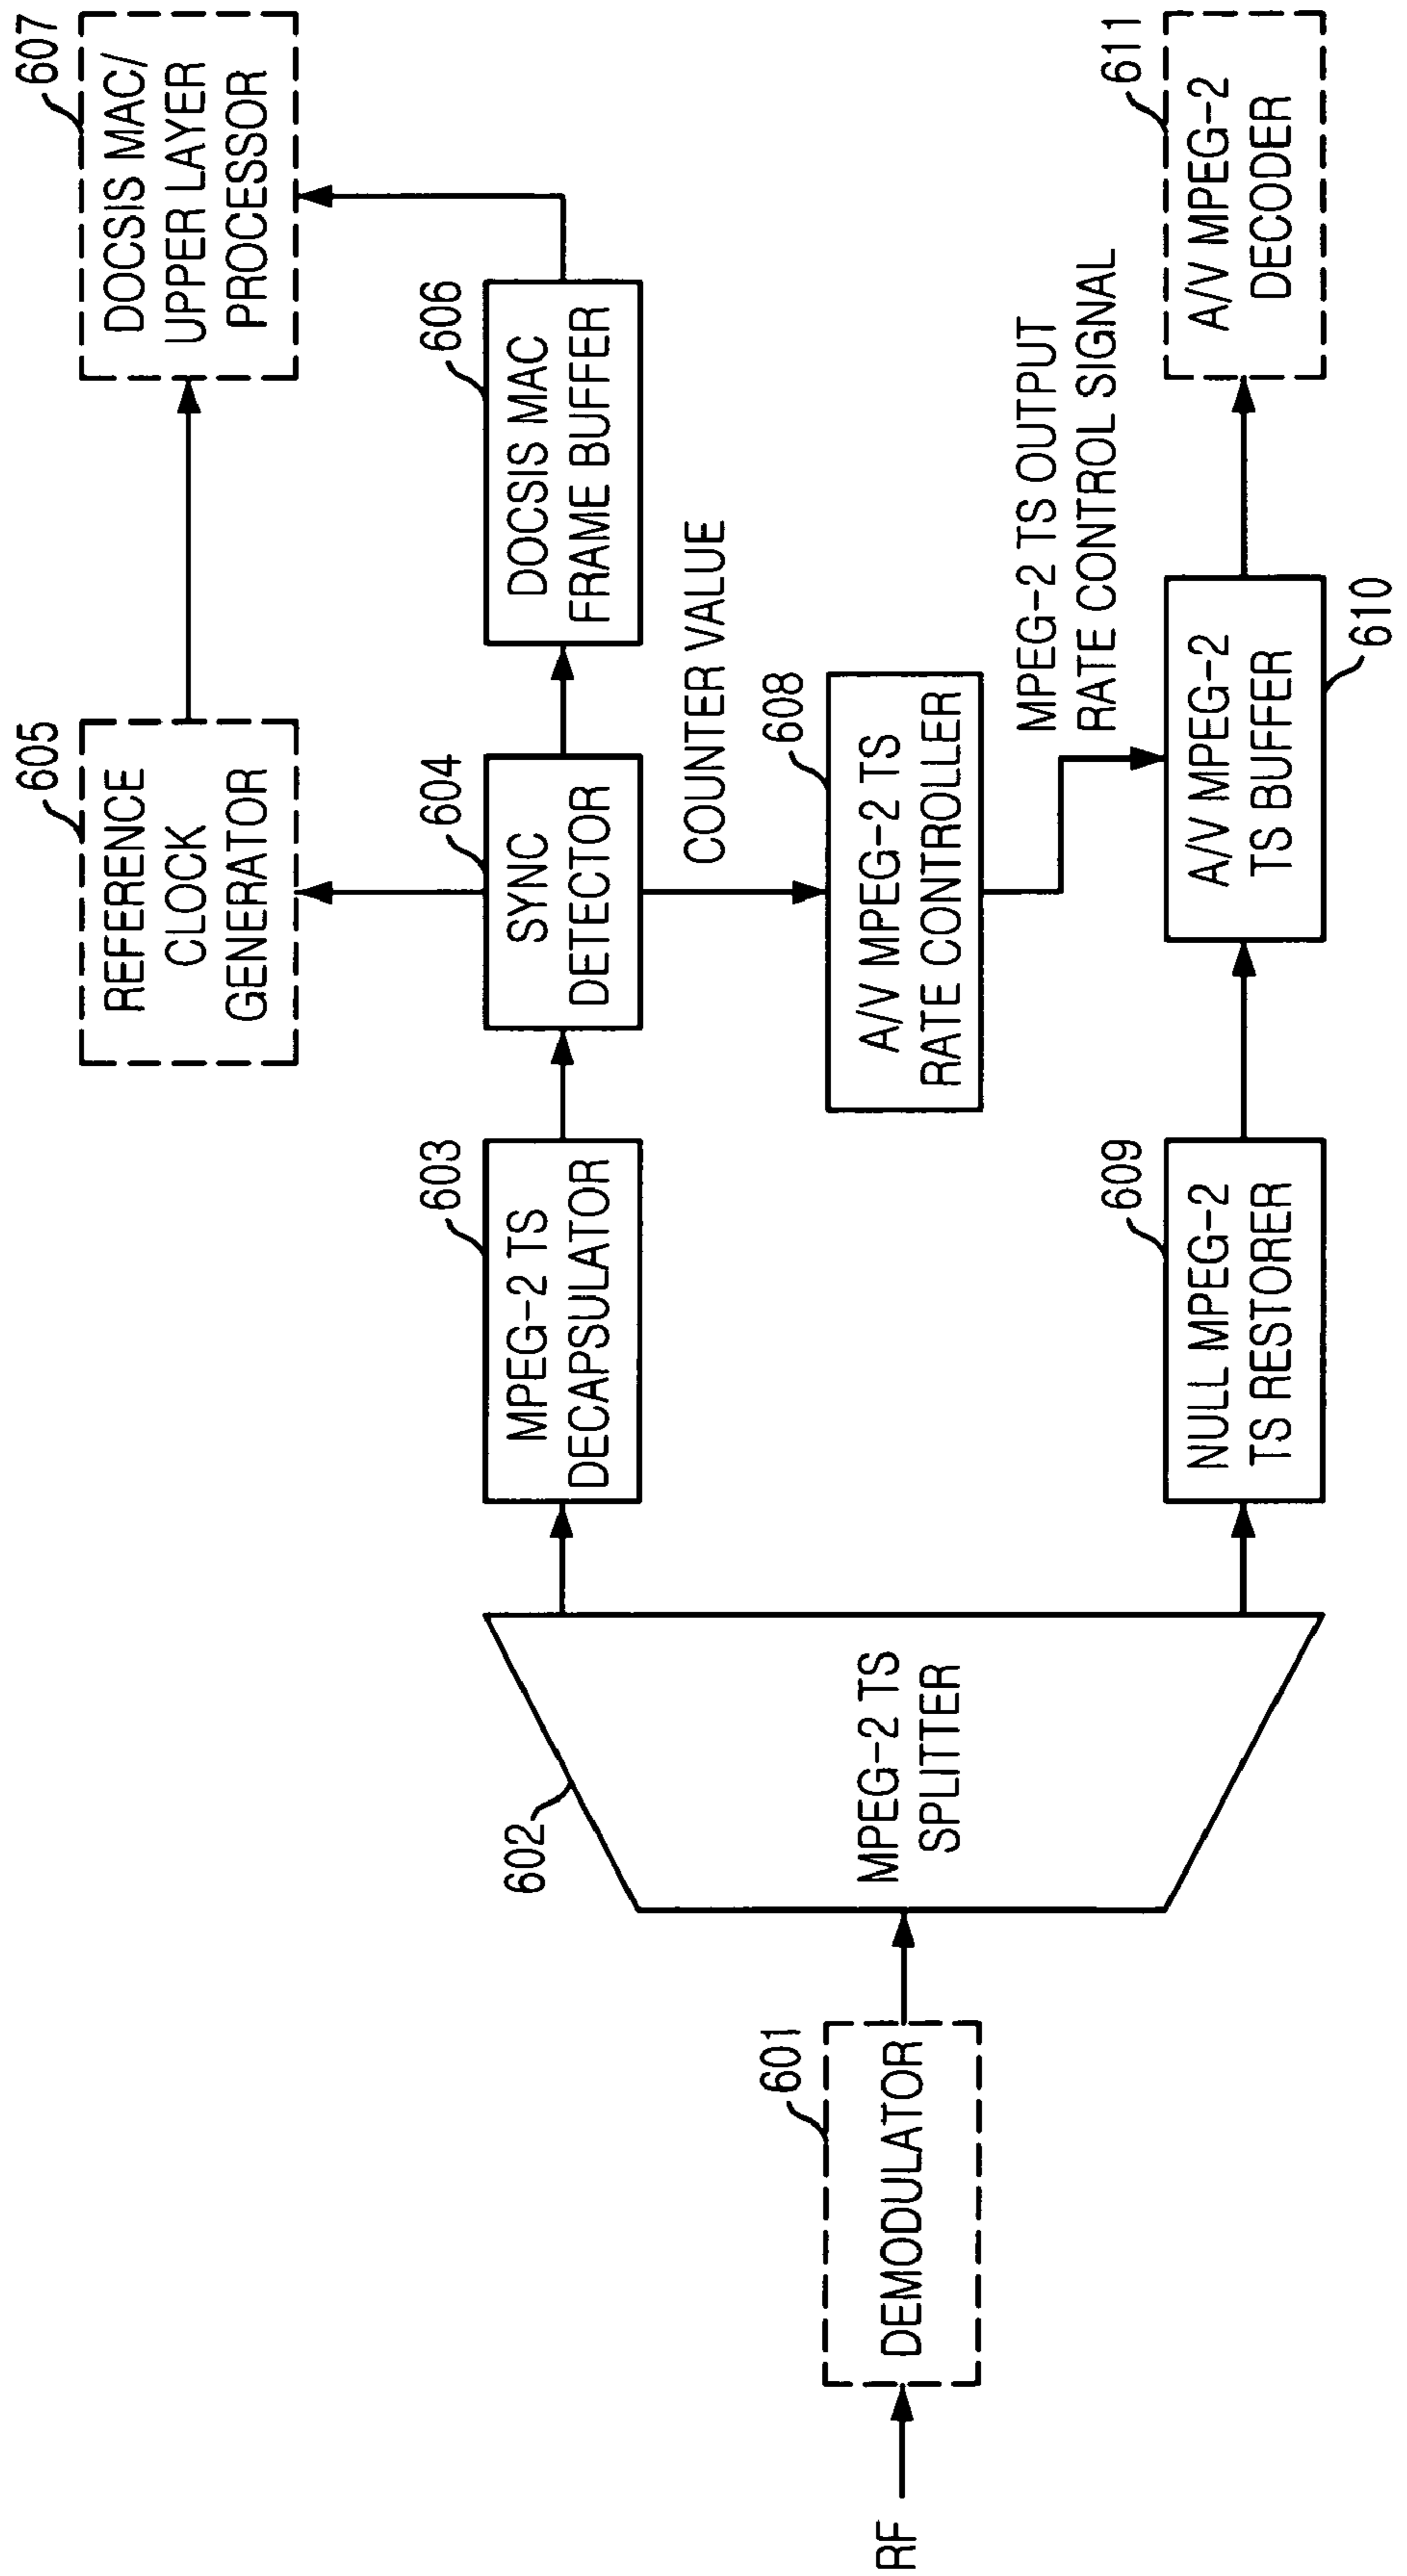 RF
601
DEMODULATOR
602
MPEG-2 TS
SPLITTER
603
MPEG-2 TS
DECAPSULATOR
604
SYNC
DETECTOR
605
REFERENCE
CLOCK
GENERATOR
606
DOCSIS MAC
FRAME BUFFER
607
DOCSIS MAC/
UPPER LAYER
PROCESSOR
COUNTER VALUE
608
A/V MPEG-2 TS
RATE CONTROLLER
MPEG-2 TS OUTPUT
RATE CONTROL SIGNAL
609
NULL MPEG-2
TS RESTORER
A/V MPEG-2
TS BUFFER
610
611
A/V MPEG-2
DECODER